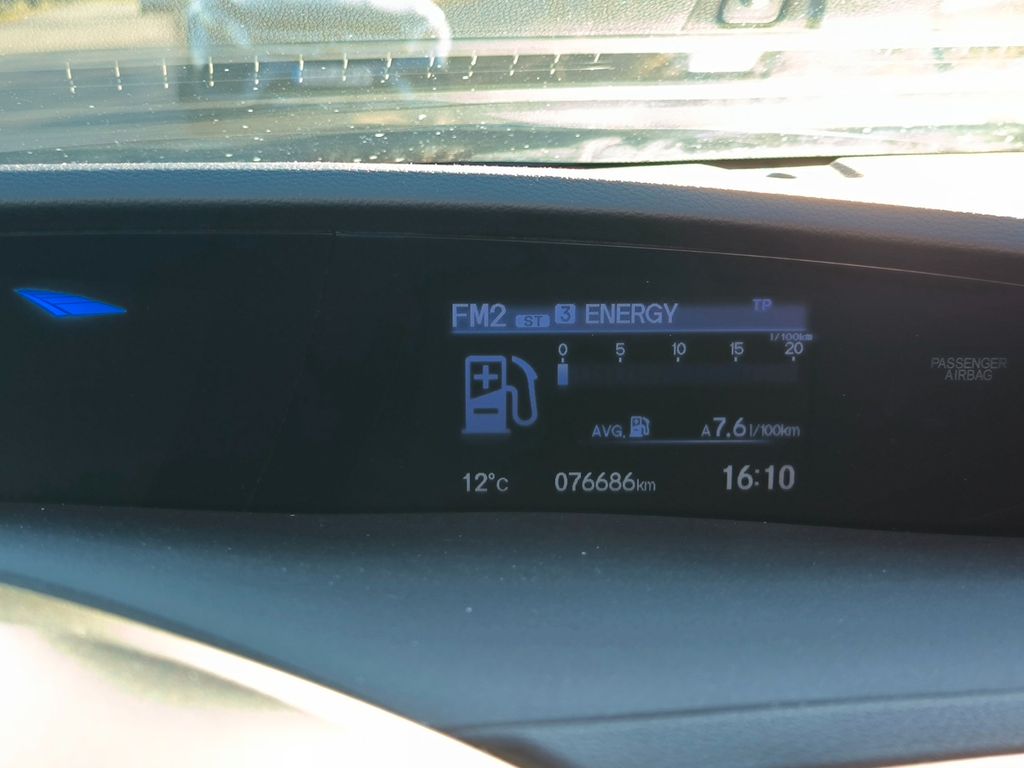 FM2 ST 3 ENERGY TP
l/100km
0 5 10 15 20
AVG. A7.6 l/100km
12°C 076686km 16:10
PASSENGER
AIRBAG